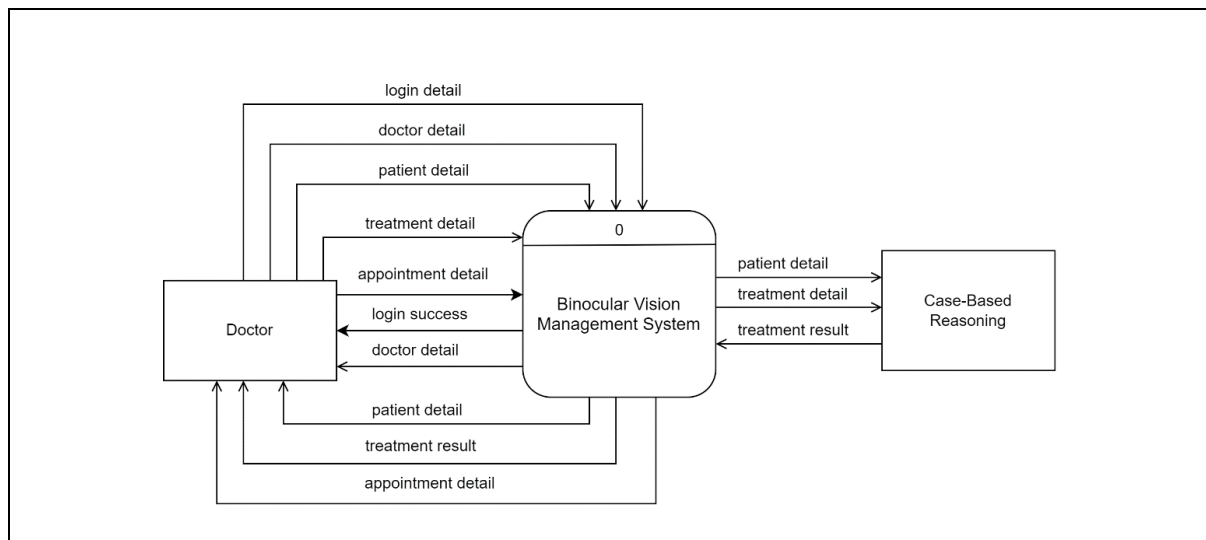 login detail
doctor detail
patient detail
treatment detail
appointment detail
login success
doctor detail
patient detail
treatment result
appointment detail
Doctor
0
Binocular Vision
Management System
patient detail
treatment detail
treatment result
Case-Based
Reasoning